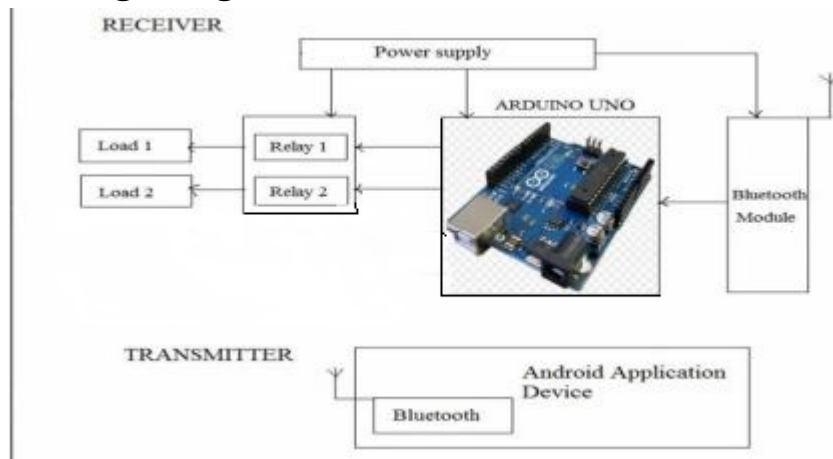 RECEIVER
Power supply
ARDUINO UNO
Load 1
Relay 1
Load 2
Relay 2
Bluetooth
Module
TRANSMITTER
Android Application
Device
Bluetooth